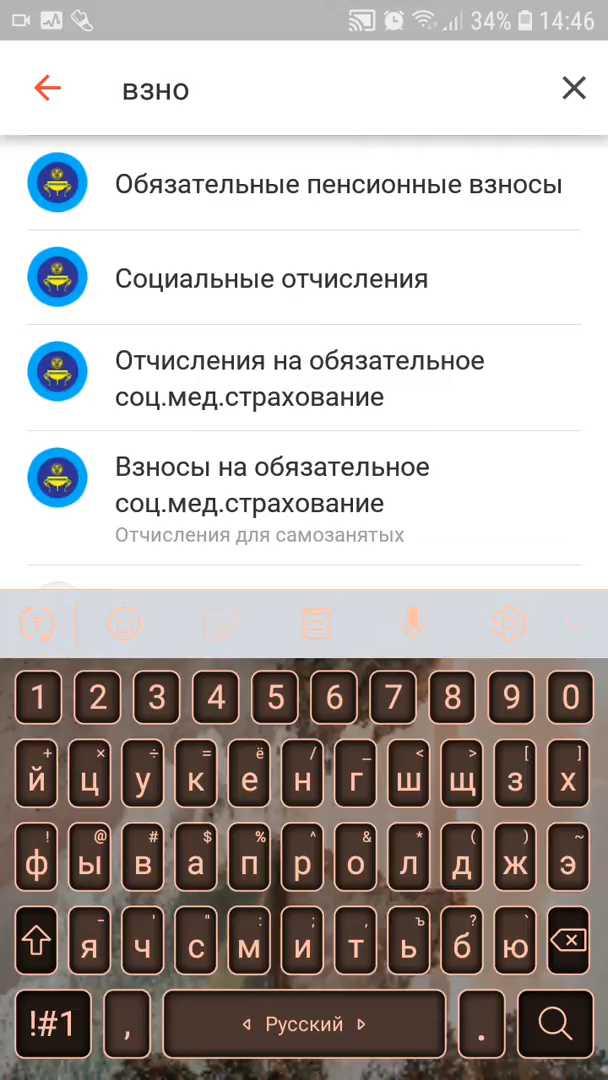 34% 14:46
взно
Обязательные пенсионные взносы
Социальные отчисления
Отчисления на обязательное
соц.мед.страхование
Взносы на обязательное
соц.мед.страхование
Отчисления для самозанятых
1 2 3 4 5 6 7 8 9 0
+ × ÷ = ё / _ < > [ ]
й ц у к е н г ш щ з х
! @ # $ % ^ & * ( ) ~
ф ы в а п р о л д ж э
- ' " : ; , ъ ? `
я ч с м и т ь б ю
!#1 , Русский .